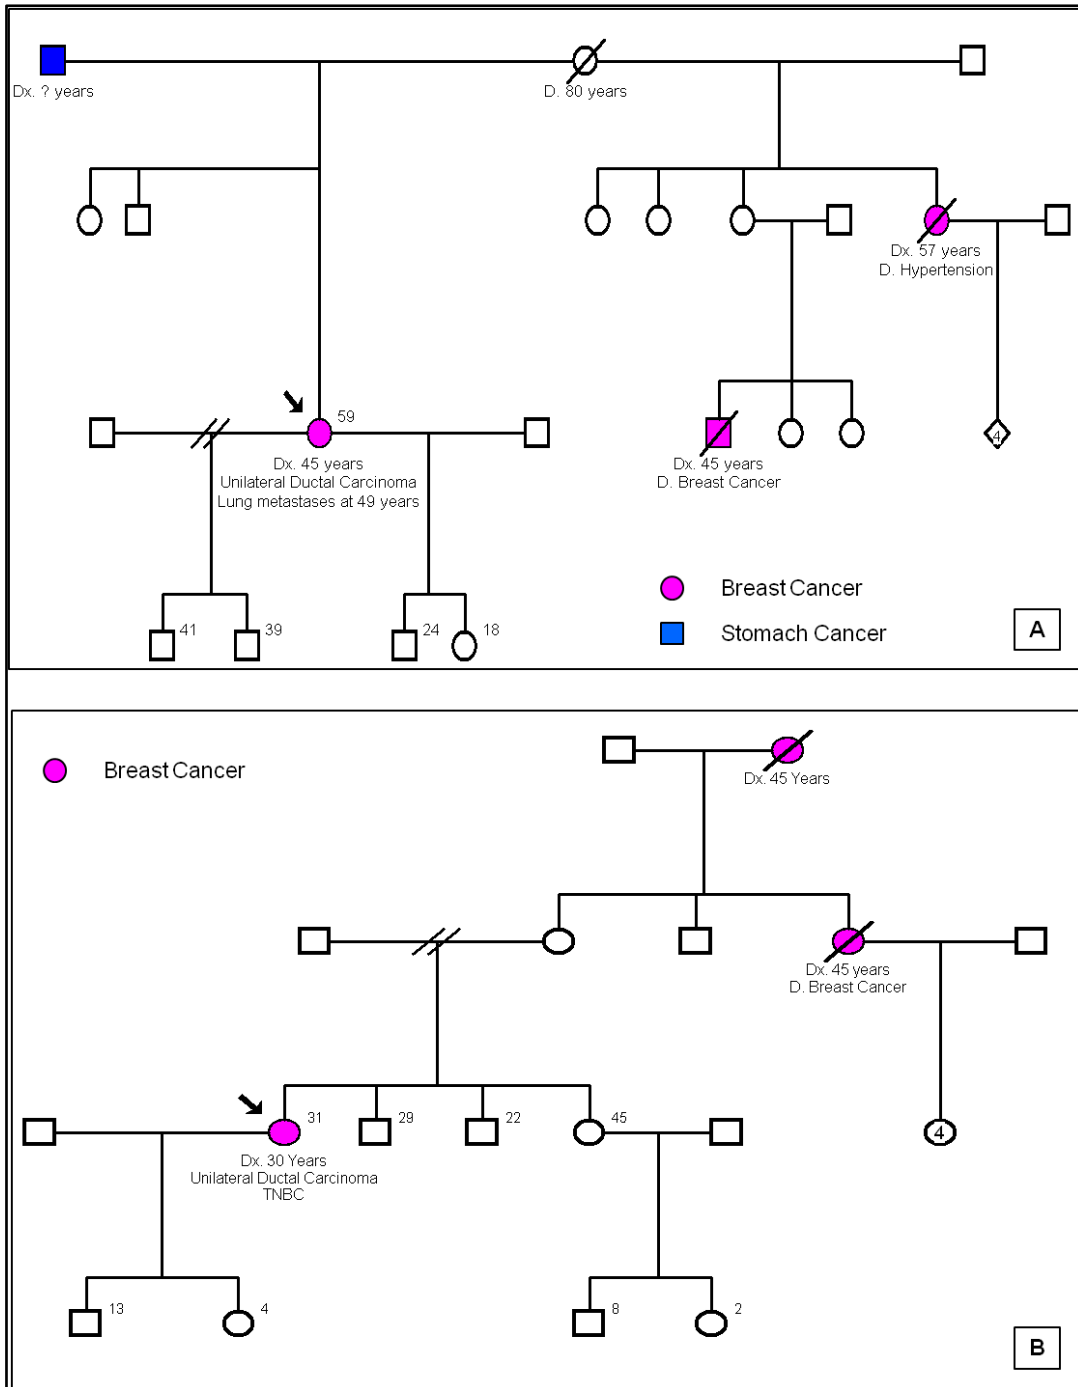 Dx. ? years
D. 80 years
Dx. 57 years
D. Hypertension
59
Dx. 45 years
Unilateral Ductal Carcinoma
Lung metastases at 49 years
Dx. 45 years
D. Breast Cancer
4
41
39
24
18
Breast Cancer
Stomach Cancer
A
Breast Cancer
Dx. 45 Years
Dx. 45 years
D. Breast Cancer
31
29
22
45
4
Dx. 30 Years
Unilateral Ductal Carcinoma
TNBC
13
4
8
2
B